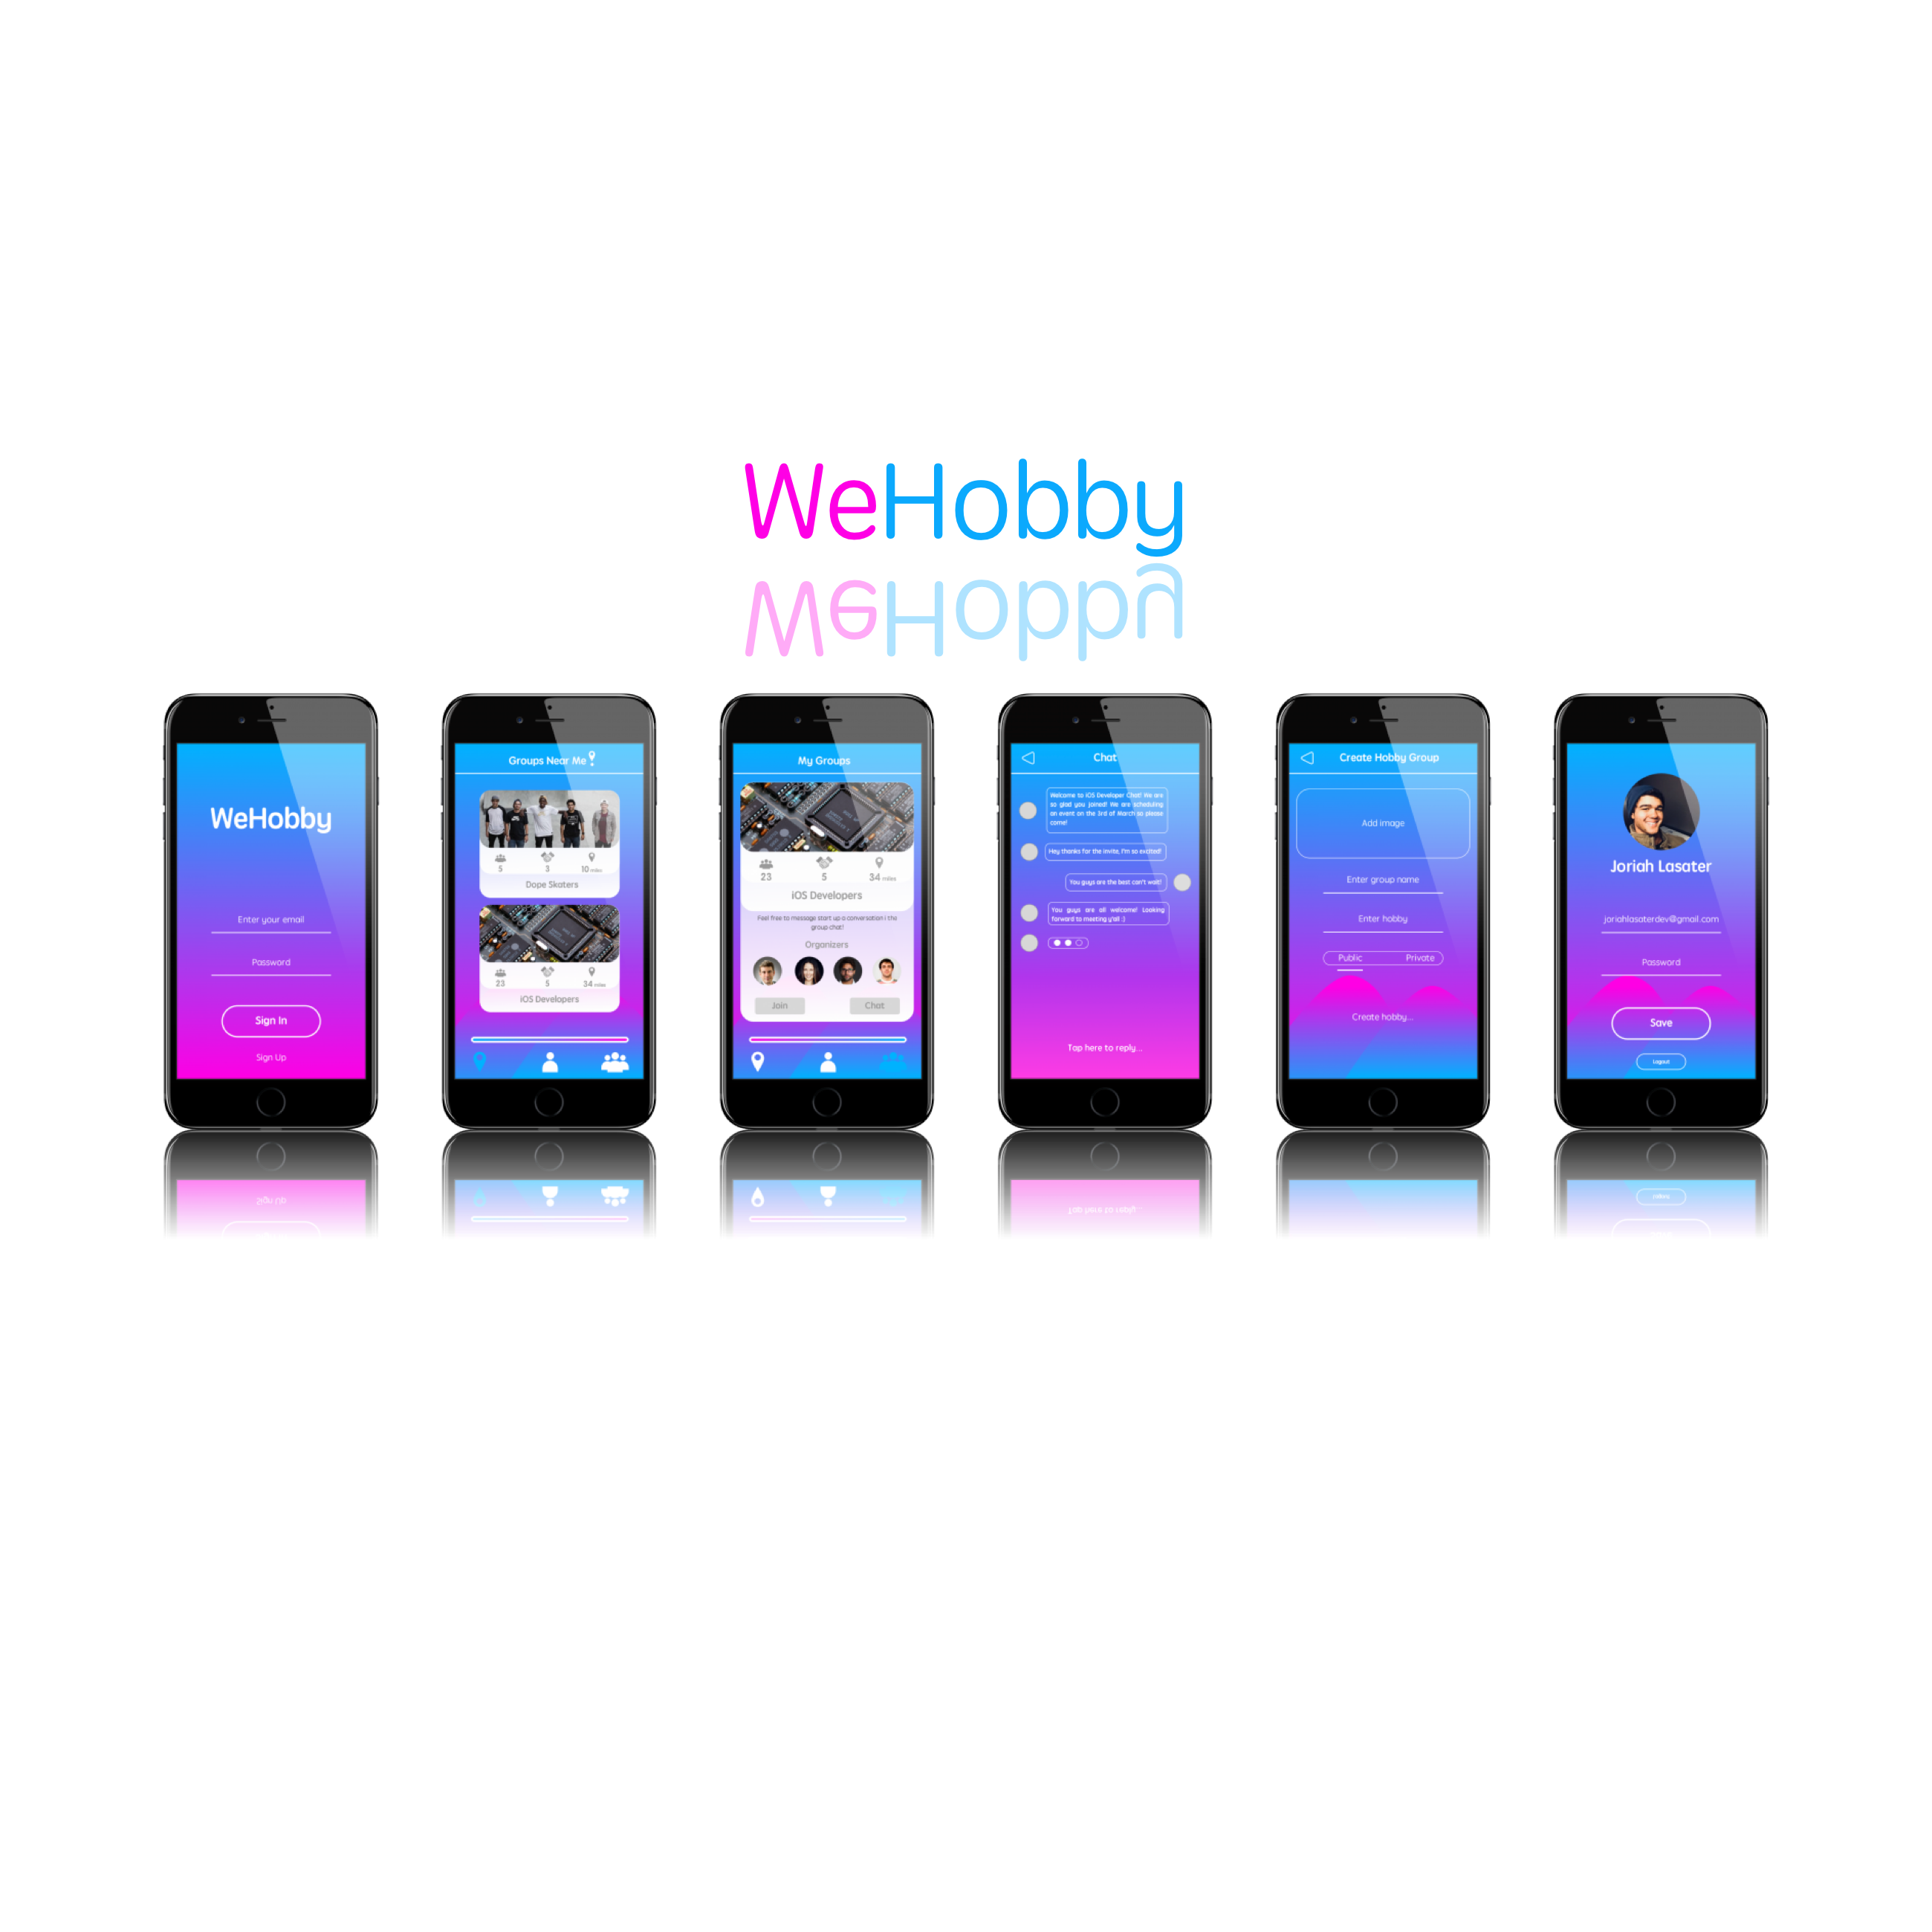 WeHobby
WeHobby
Enter your email
Password
Sign In
Sign Up
Groups Near Me
5 3 10 miles
Dope Skaters
23 5 34 miles
iOS Developers
My Groups
23 5 34 miles
iOS Developers
Feel free to message start up a conversation i the
group chat!
Organizers
Join Chat
Chat
Welcome to iOS Developer Chat! We are
so glad you joined! We are scheduling
an event on the 3rd of March so please
come!
Hey thanks for the invite, I'm so excited!
You guys are the best can't wait!
You guys are all welcome! Looking
forward to meeting y'all :)
Tap here to reply...
Create Hobby Group
Add image
Enter group name
Enter hobby
Public Private
Create hobby...
Joriah Lasater
joriahlasaterdev@gmail.com
Password
Save
Logout